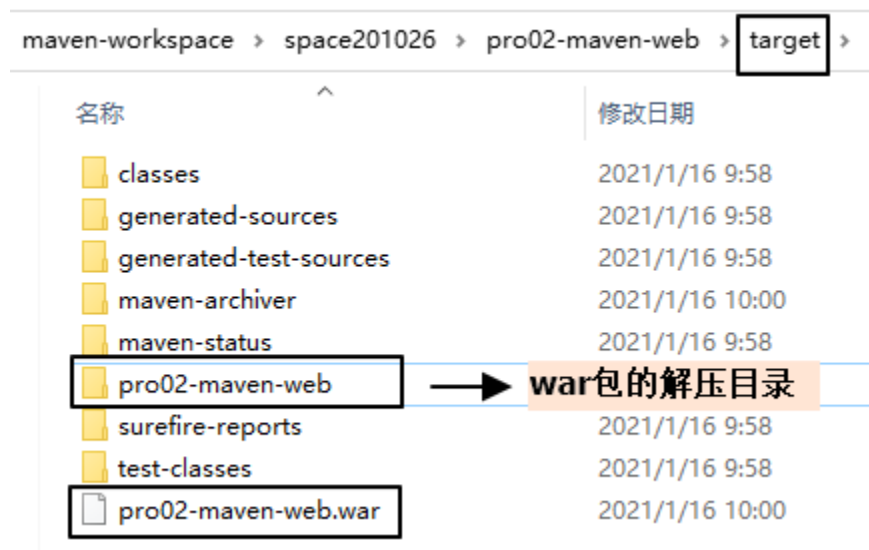 maven-workspace › space201026 › pro02-maven-web › target ›
名称 修改日期
classes 2021/1/16 9:58
generated-sources 2021/1/16 9:58
generated-test-sources 2021/1/16 9:58
maven-archiver 2021/1/16 10:00
maven-status 2021/1/16 9:58
pro02-maven-web war包的解压目录
surefire-reports 2021/1/16 9:58
test-classes 2021/1/16 9:58
pro02-maven-web.war 2021/1/16 10:00